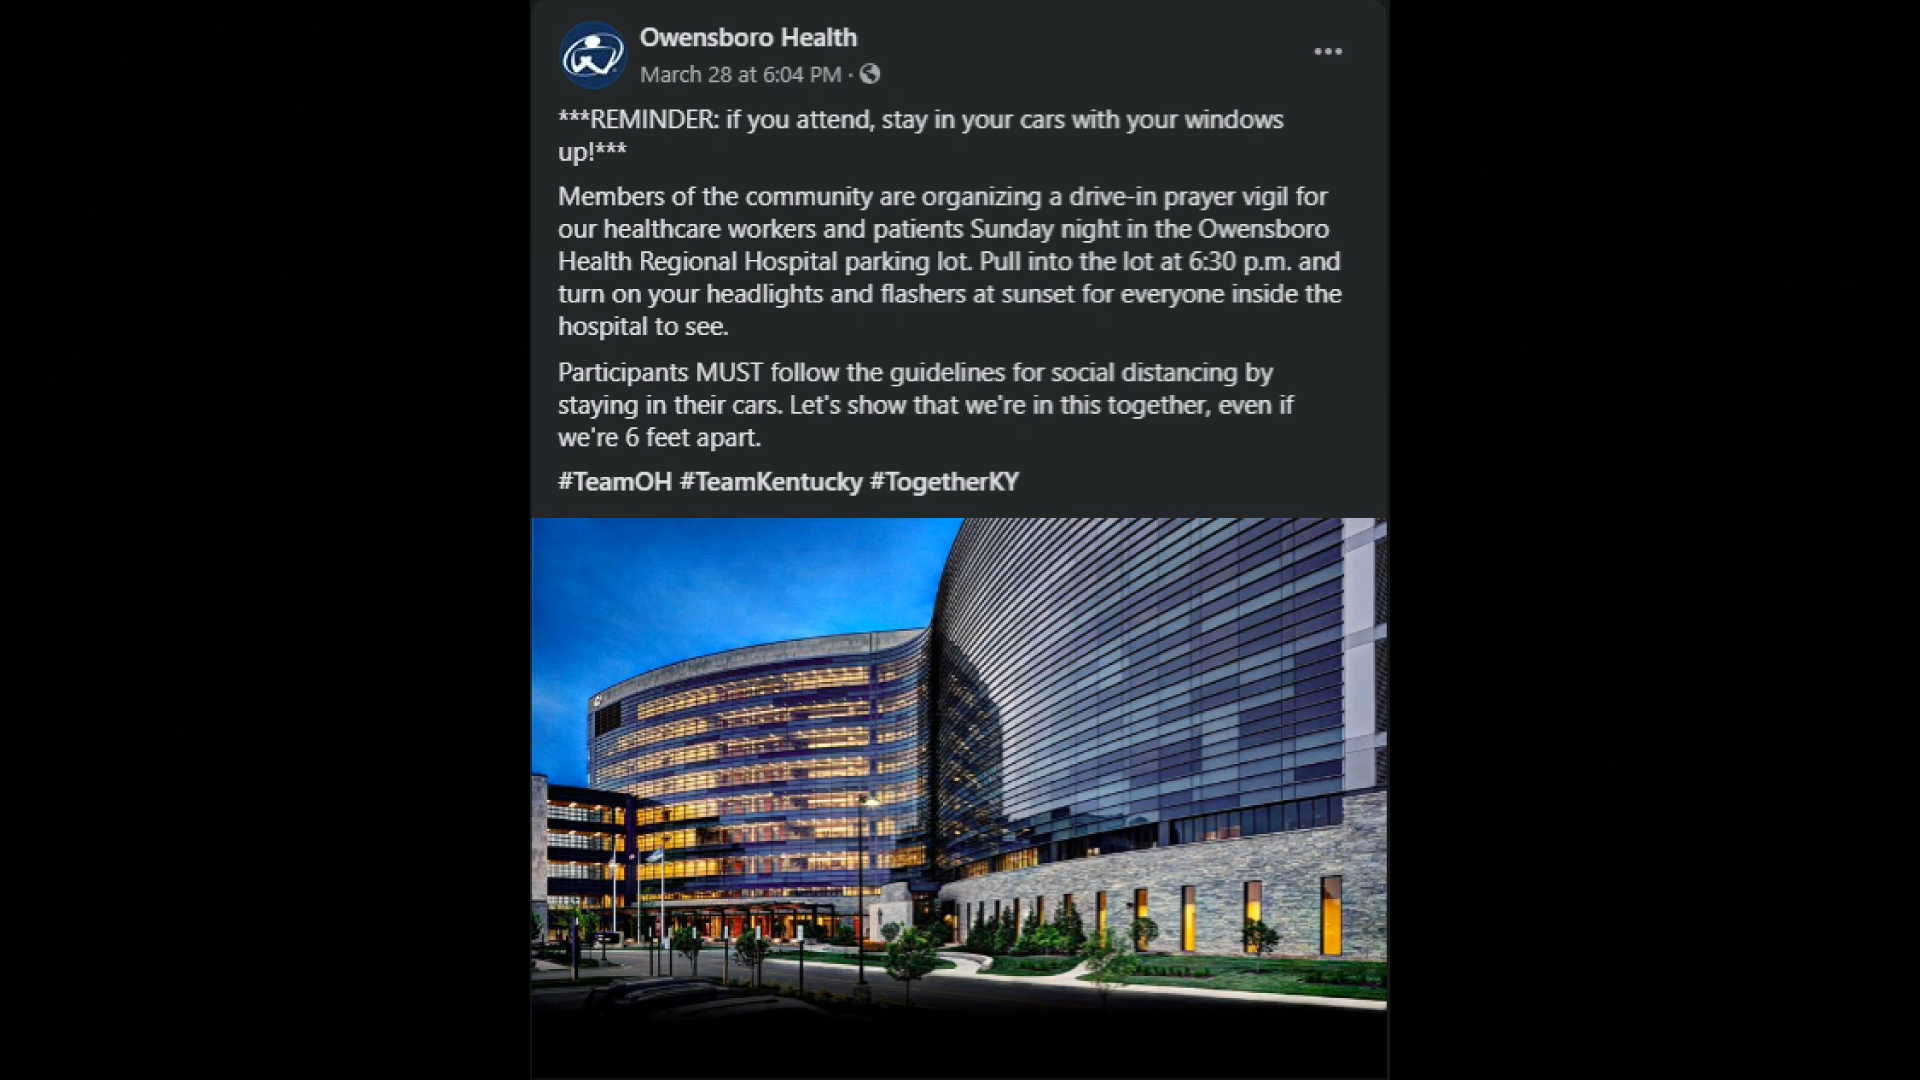 Owensboro Health
March 28 at 6:04 PM ·
***REMINDER: if you attend, stay in your cars with your windows
up!***
Members of the community are organizing a drive-in prayer vigil for
our healthcare workers and patients Sunday night in the Owensboro
Health Regional Hospital parking lot. Pull into the lot at 6:30 p.m. and
turn on your headlights and flashers at sunset for everyone inside the
hospital to see.
Participants MUST follow the guidelines for social distancing by
staying in their cars. Let's show that we're in this together, even if
we're 6 feet apart.
#TeamOH #TeamKentucky #TogetherKY